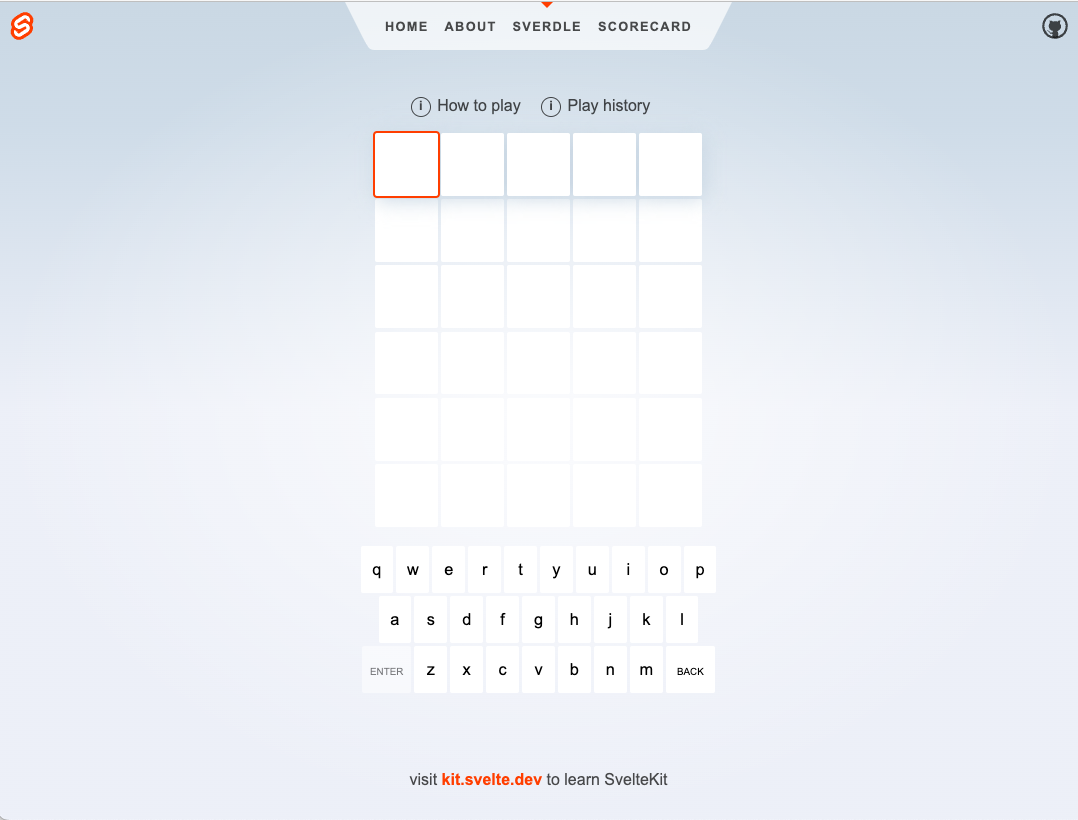 HOME ABOUT SVERDLE SCORECARD
i How to play i Play history
q w e r t y u i o p
a s d f g h j k l
ENTER z x c v b n m BACK
visit kit.svelte.dev to learn SvelteKit